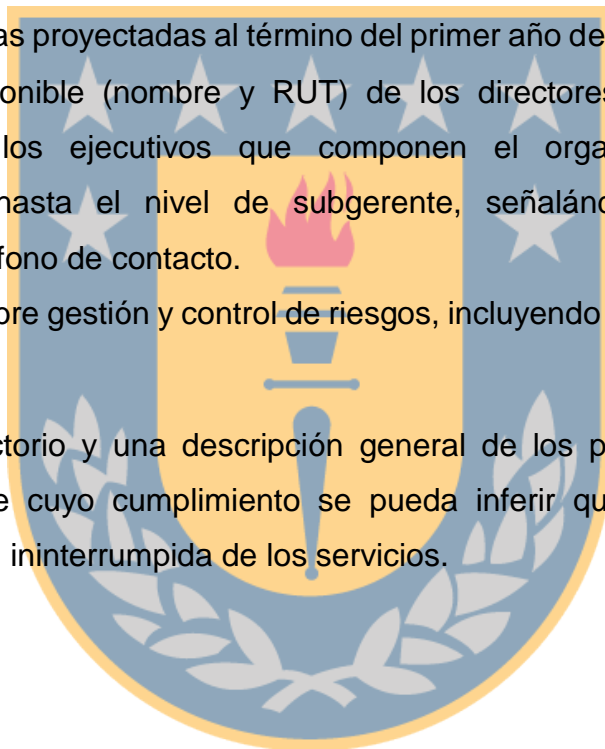 as proyectadas al término del primer año de
onible (nombre y RUT) de los directores
los ejecutivos que componen el orga
hasta el nivel de subgerente, señalánd
fono de contacto.
bre gestión y control de riesgos, incluyendo
ctorio y una descripción general de los p
e cuyo cumplimiento se pueda inferir qu
ininterrumpida de los servicios.